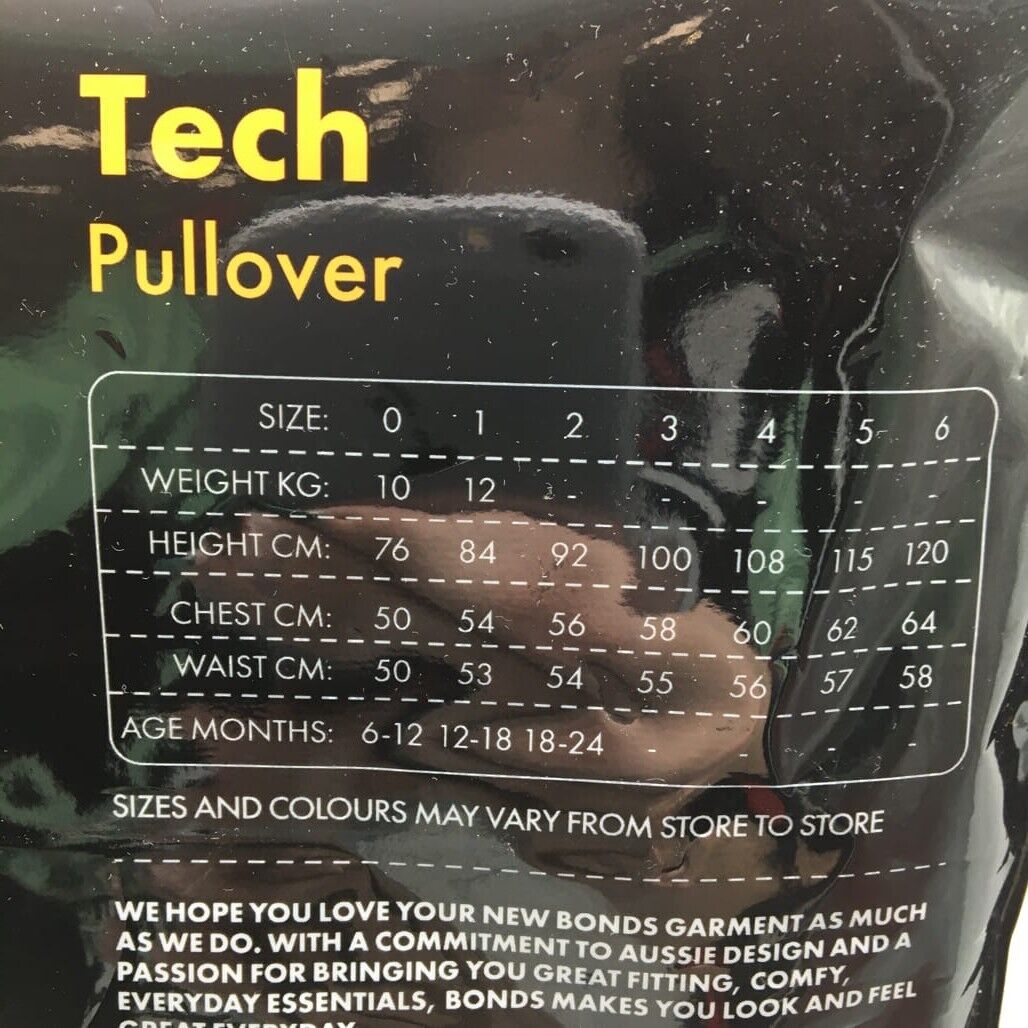 Tech
Pullover
SIZE: 0 1 2 3 4 5 6
WEIGHT KG: 10 12 - - - - -
HEIGHT CM: 76 84 92 100 108 115 120
CHEST CM: 50 54 56 58 60 62 64
WAIST CM: 50 53 54 55 56 57 58
AGE MONTHS: 6-12 12-18 18-24 - - - -
SIZES AND COLOURS MAY VARY FROM STORE TO STORE
WE HOPE YOU LOVE YOUR NEW BONDS GARMENT AS MUCH
AS WE DO. WITH A COMMITMENT TO AUSSIE DESIGN AND A
PASSION FOR BRINGING YOU GREAT FITTING, COMFY,
EVERYDAY ESSENTIALS, BONDS MAKES YOU LOOK AND FEEL
GREAT EVERYDAY